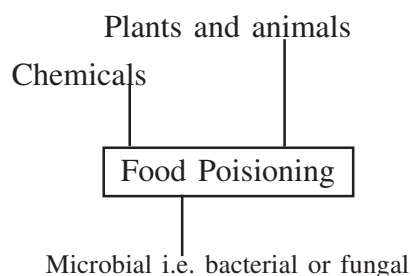 Plants and animals
Chemicals
Food Poisioning
Microbial i.e. bacterial or fungal